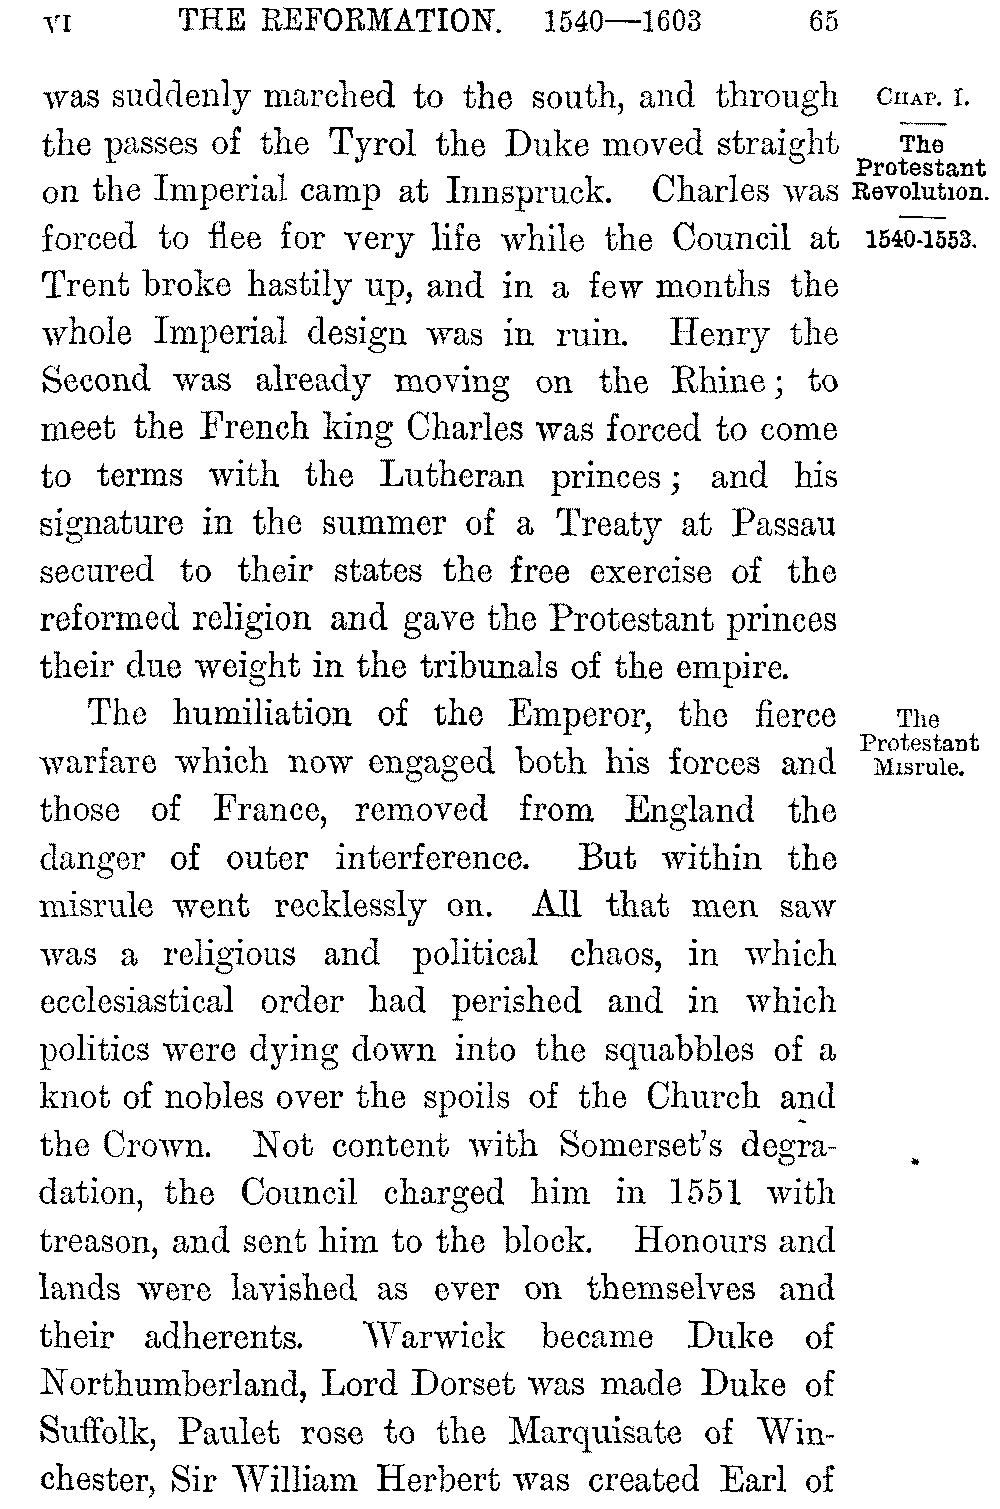 VI THE REFORMATION. 1540—1603 65
was suddenly marched to the south, and through
the passes of the Tyrol the Duke moved straight
on the Imperial camp at Innspruck. Charles was
forced to flee for very life while the Council at
Trent broke hastily up, and in a few months the
whole Imperial design was in ruin. Henry the
Second was already moving on the Rhine; to
meet the French king Charles was forced to come
to terms with the Lutheran princes; and his
signature in the summer of a Treaty at Passau
secured to their states the free exercise of the
reformed religion and gave the Protestant princes
their due weight in the tribunals of the empire.
The humiliation of the Emperor, the fierce
warfare which now engaged both his forces and
those of France, removed from England the
danger of outer interference. But within the
misrule went recklessly on. All that men saw
was a religious and political chaos, in which
ecclesiastical order had perished and in which
politics were dying down into the squabbles of a
knot of nobles over the spoils of the Church and
the Crown. Not content with Somerset's degra-
dation, the Council charged him in 1551 with
treason, and sent him to the block. Honours and
lands were lavished as ever on themselves and
their adherents. Warwick became Duke of
Northumberland, Lord Dorset was made Duke of
Suffolk, Paulet rose to the Marquisate of Win-
chester, Sir William Herbert was created Earl of
CHAP. I.
The
Protestant
Revolution.
1540-1553.
The
Protestant
Misrule.